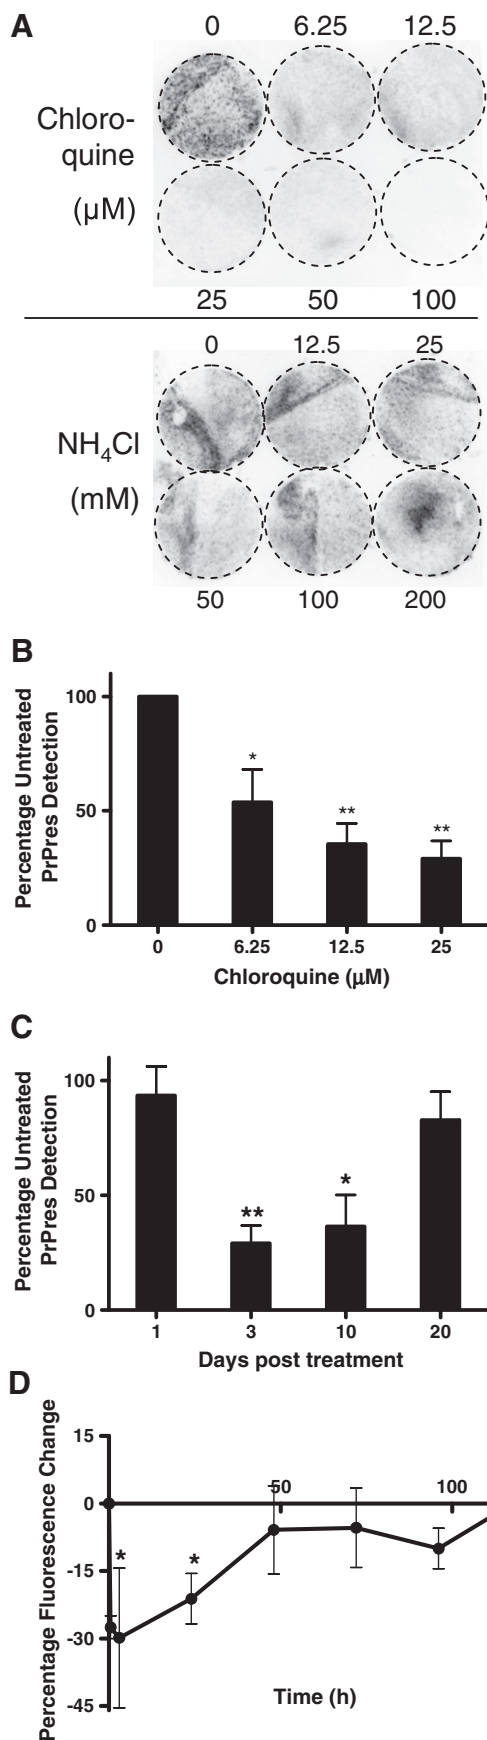 A
0 6.25 12.5
Chloro-
quine
(µM)
25 50 100
0 12.5 25
NH4Cl
(mM)
50 100 200
B
Percentage Untreated
PrPres Detection
100
50
0
*
**
**
0 6.25 12.5 25
Chloroquine (µM)
C
Percentage Untreated
PrPres Detection
100
50
0
**
*
1 3 10 20
Days post treatment
D
Percentage Fluorescence Change
15
0
-15
-30
-45
50 100
*
*
Time (h)